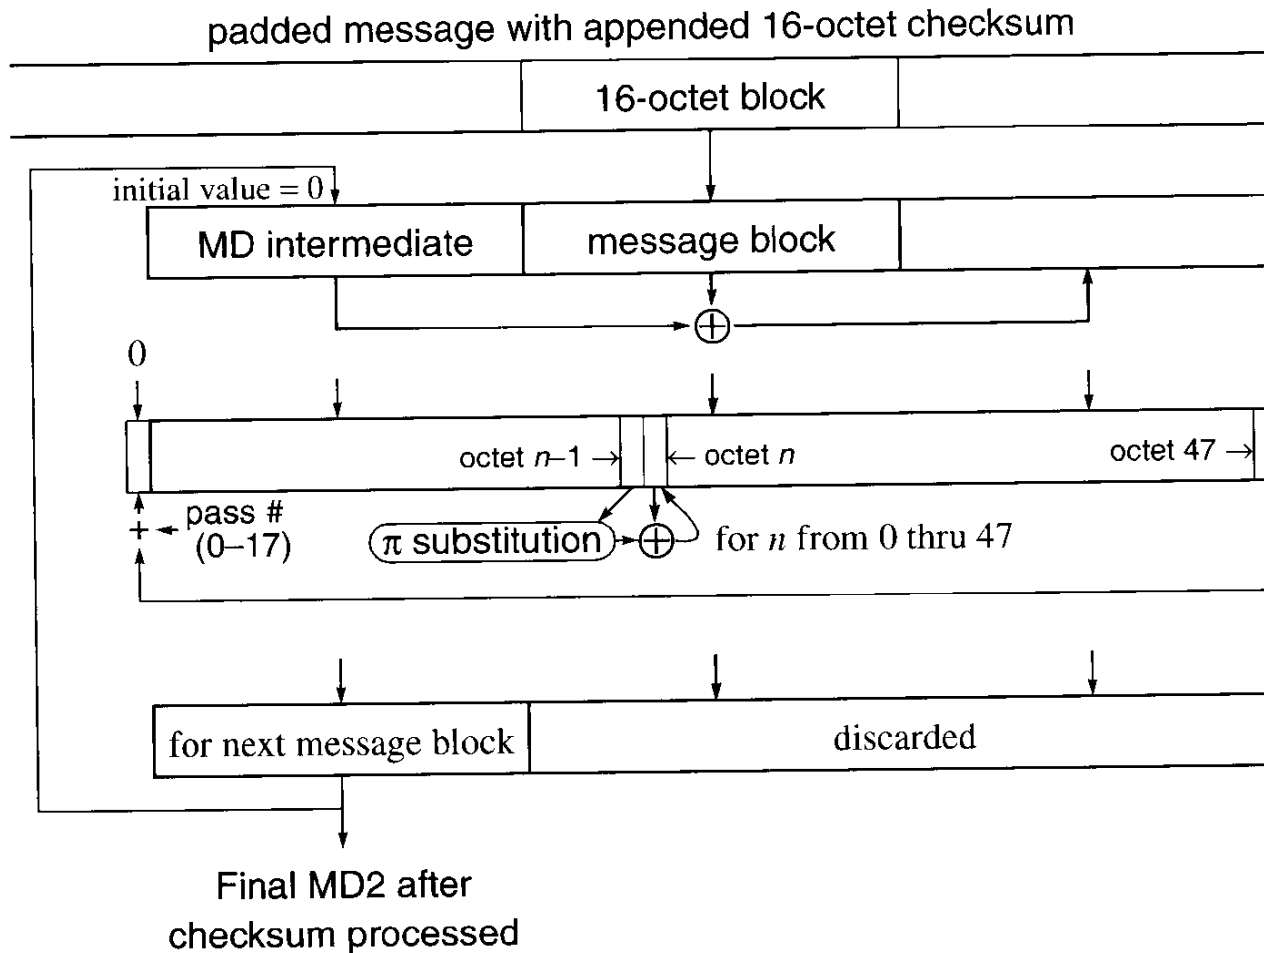 padded message with appended 16-octet checksum
16-octet block
initial value = 0
MD intermediate
message block
0
octet n–1
octet n
octet 47
+
pass #
(0–17)
π substitution
for n from 0 thru 47
for next message block
discarded
Final MD2 after
checksum processed